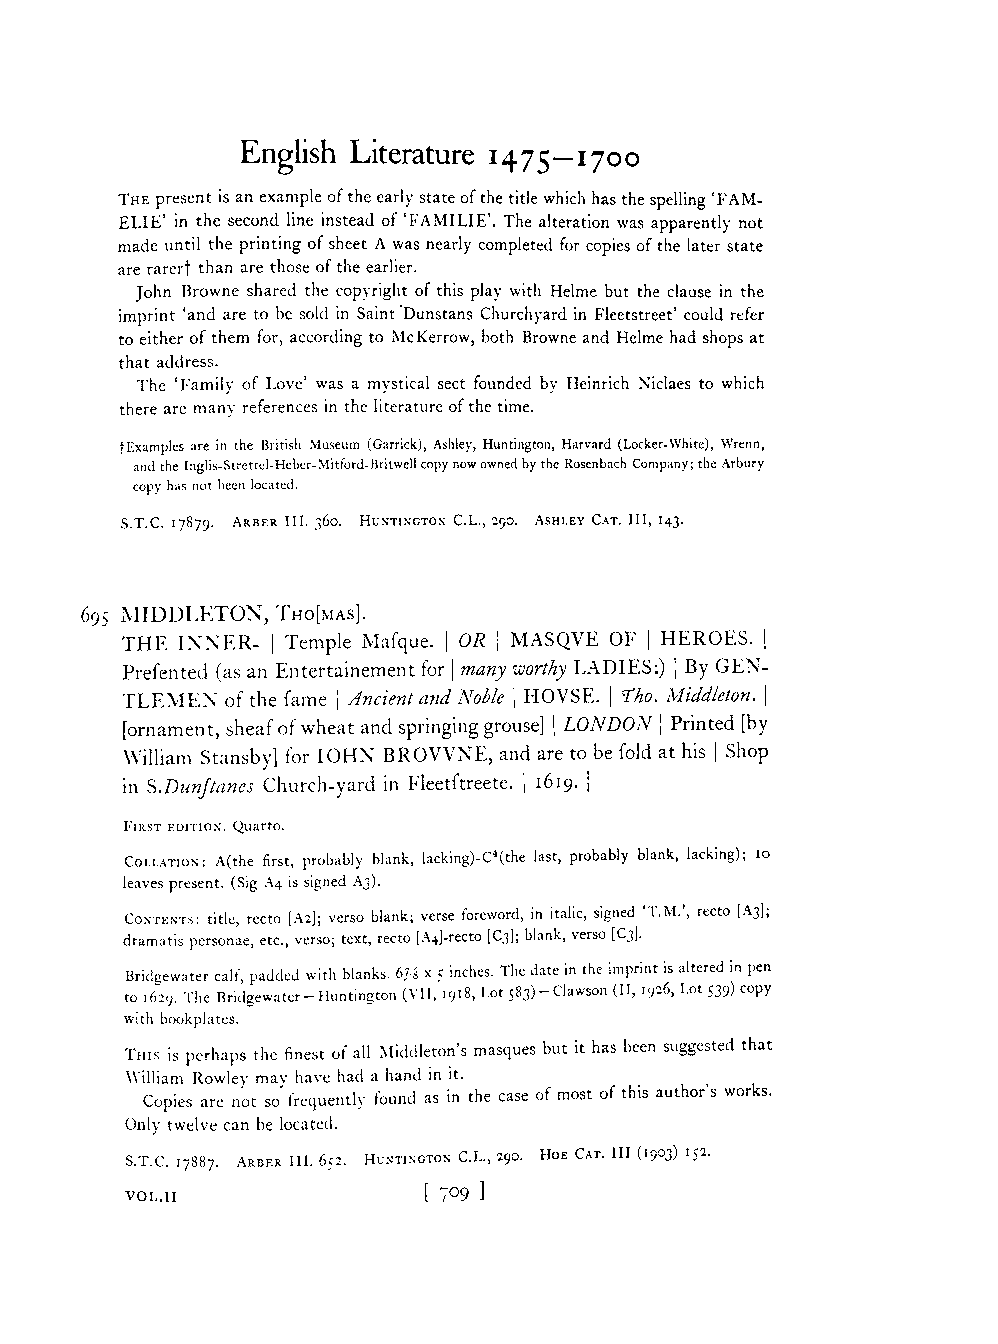 English Literature 1475–1700
THE present is an example of the early state of the title which has the spelling ‘FAM-
ELIE’ in the second line instead of ‘FAMILIE’. The alteration was apparently not
made until the printing of sheet A was nearly completed for copies of the later state
are rarer† than are those of the earlier.
John Browne shared the copyright of this play with Helme but the clause in the
imprint ‘and are to be sold in Saint Dunstans Churchyard in Fleetstreet’ could refer
to either of them for, according to McKerrow, both Browne and Helme had shops at
that address.
The ‘Family of Love’ was a mystical sect founded by Heinrich Niclaes to which
there are many references in the literature of the time.
†Examples are in the British Museum (Garrick), Ashley, Huntington, Harvard (Locker-White), Wrenn,
and the Inglis-Strettel-Heber-Mitford-Britwell copy now owned by the Rosenbach Company; the Arbury
copy has not been located.
S.T.C. 17879. ARBER III. 360. HUNTINGTON C.L., 290. ASHLEY CAT. III, 143.
695 MIDDLETON, THO[MAS].
THE INNER- | Temple Maſque. | OR | MASQVE OF | HEROES. |
Preſented (as an Entertainement for | many worthy LADIES:) | By GEN-
TLEMEN of the ſame | Ancient and Noble | HOVSE. | Tho. Middleton. |
[ornament, sheaf of wheat and springing grouse] | LONDON | Printed [by
William Stansby] for IOHN BROVVNE, and are to be ſold at his | Shop
in S.Dunſtanes Church-yard in Fleetſtreete. | 1619. |
FIRST EDITION. Quarto.
COLLATION: A(the first, probably blank, lacking)-C⁴(the last, probably blank, lacking); 10
leaves present. (Sig A4 is signed A3).
CONTENTS: title, recto [A2]; verso blank; verse foreword, in italic, signed ‘T.M.’, recto [A3];
dramatis personae, etc., verso; text, recto [A4]-recto [C3]; blank, verso [C3].
Bridgewater calf, padded with blanks. 6⅞ x 5 inches. The date in the imprint is altered in pen
to 1629. The Bridgewater—Huntington (VII, 1918, Lot 583)—Clawson (II, 1926, Lot 539) copy
with bookplates.
THIS is perhaps the finest of all Middleton’s masques but it has been suggested that
William Rowley may have had a hand in it.
Copies are not so frequently found as in the case of most of this author’s works.
Only twelve can be located.
S.T.C. 17887. ARBER III. 652. HUNTINGTON C.L., 290. HOE CAT. III (1903) 152.
VOL.II [ 709 ]